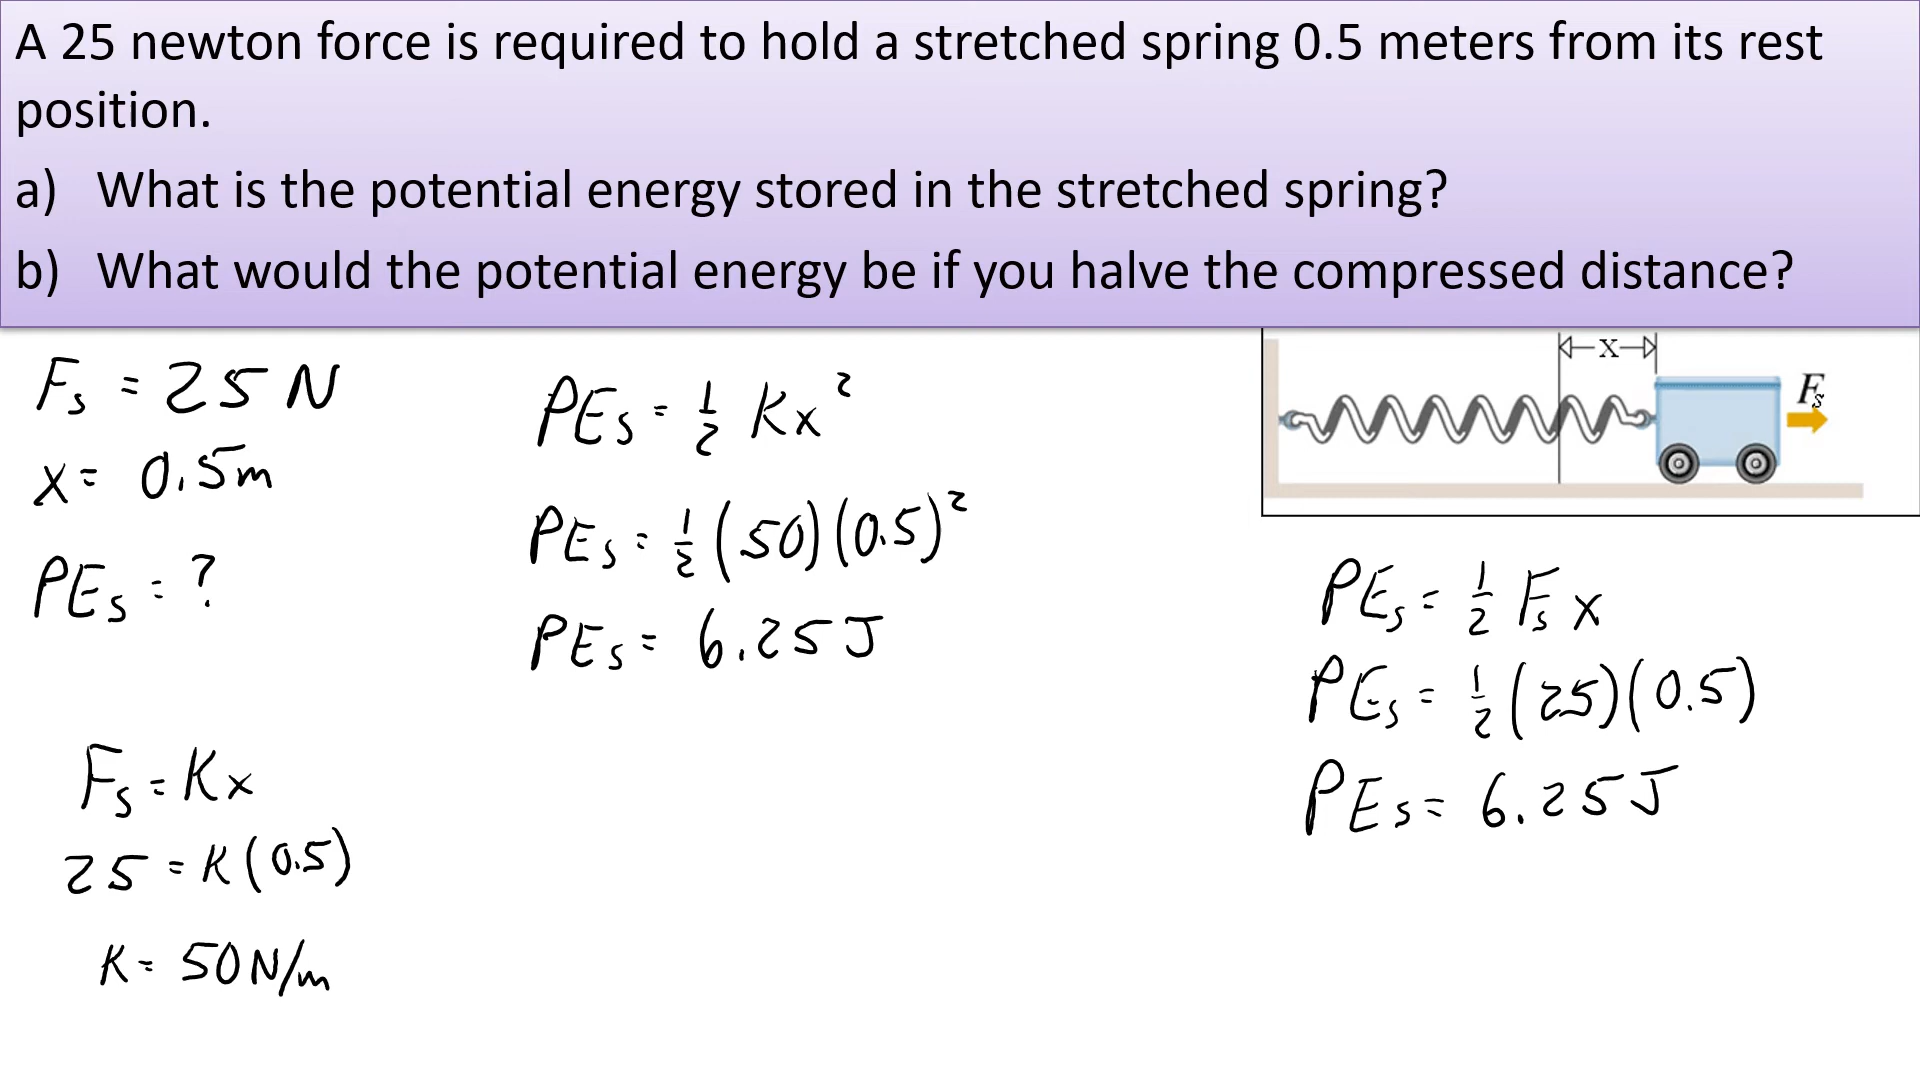 A 25 newton force is required to hold a stretched spring 0.5 meters from its rest
position.
a) What is the potential energy stored in the stretched spring?
b) What would the potential energy be if you halve the compressed distance?
Fs = 25 N
x = 0.5m
PEs = ?
Fs = Kx
25 = K(0.5)
K = 50N/m
PEs = 1/2 Kx²
PEs = 1/2 (50)(0.5)²
PEs = 6.25J
x
Fs
PEs = 1/2 Fs x
PEs = 1/2 (25)(0.5)
PEs = 6.25J